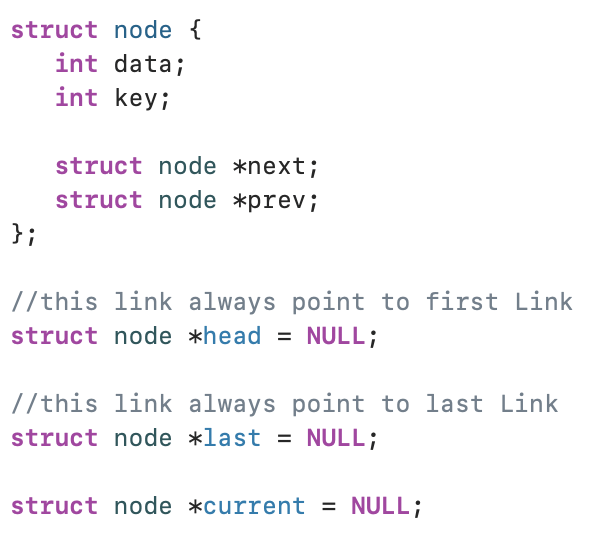 struct node {
   int data;
   int key;

   struct node *next;
   struct node *prev;
};

//this link always point to first Link
struct node *head = NULL;

//this link always point to last Link
struct node *last = NULL;

struct node *current = NULL;